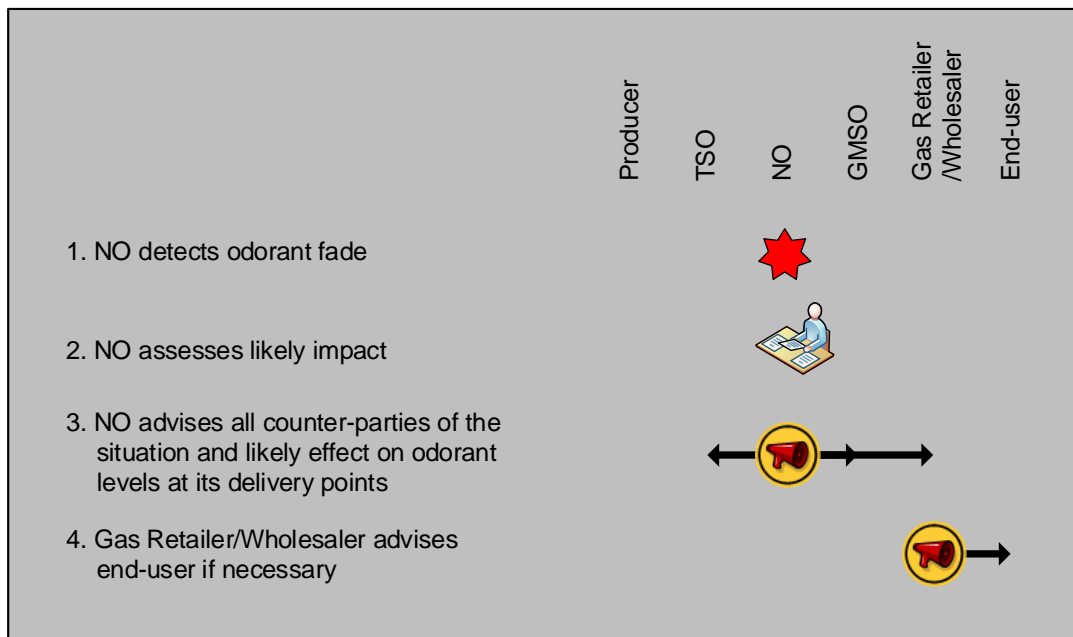 Producer
TSO
NO
GMSO
Gas Retailer
/Wholesaler
End-user
1. NO detects odorant fade
2. NO assesses likely impact
3. NO advises all counter-parties of the
situation and likely effect on odorant
levels at its delivery points
4. Gas Retailer/Wholesaler advises
end-user if necessary